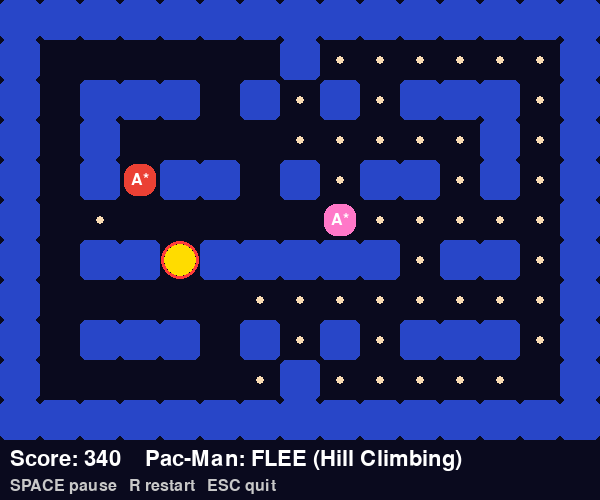 A*
A*
Score: 340    Pac-Man: FLEE (Hill Climbing)
SPACE pause   R restart   ESC quit